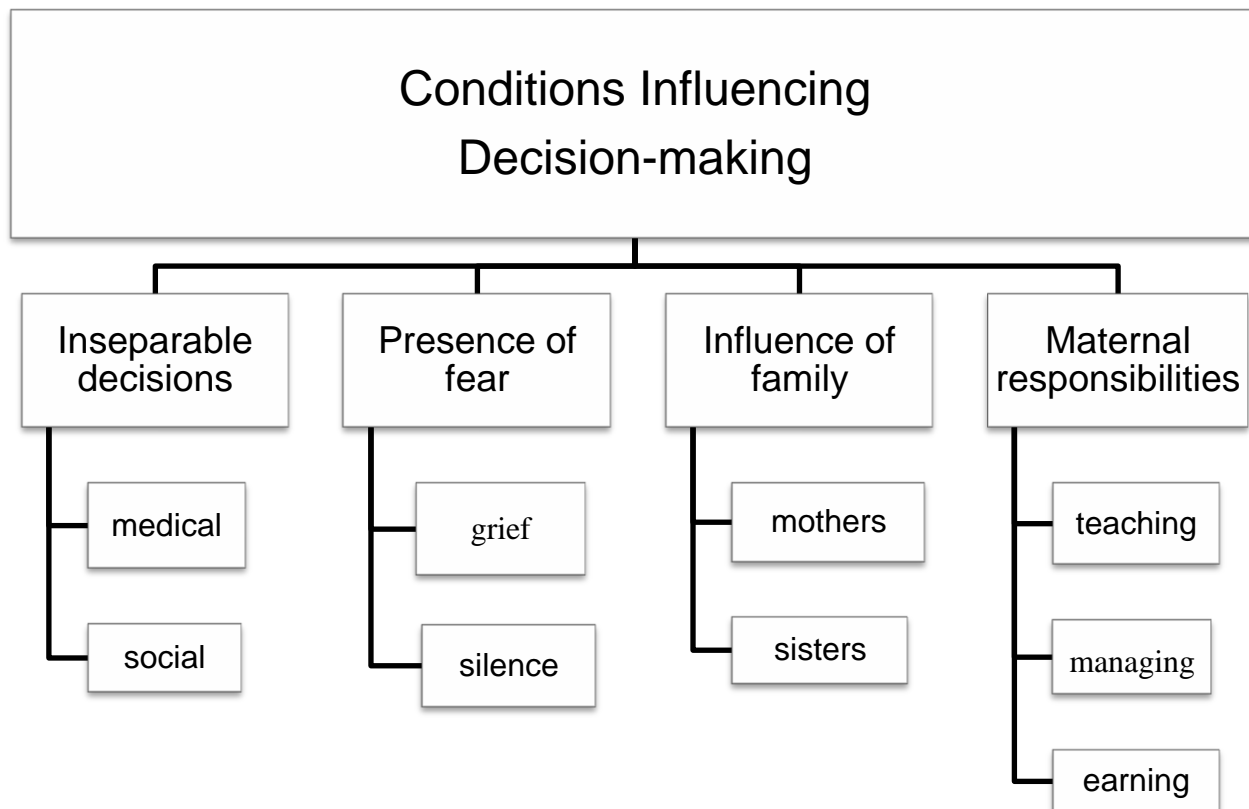 Conditions Influencing
Decision-making
Inseparable
decisions
medical
social
Presence of
fear
grief
silence
Influence of
family
mothers
sisters
Maternal
responsibilities
teaching
managing
earning